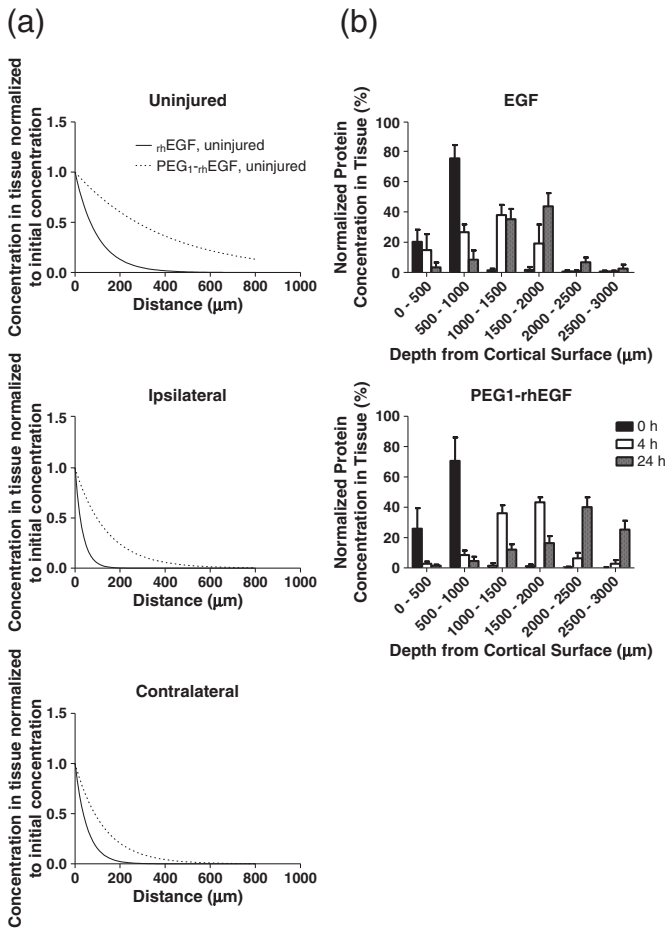 (a)
Uninjured
Concentration in tissue normalized
to initial concentration
1.5
1.0
0.5
0.0
rhEGF, uninjured
PEG1-rhEGF, uninjured
0 200 400 600 800 1000
Distance (μm)
Ipsilateral
Concentration in tissue normalized
to initial concentration
1.5
1.0
0.5
0.0
0 200 400 600 800 1000
Distance (μm)
Contralateral
Concentration in tissue normalized
to initial concentration
1.5
1.0
0.5
0.0
0 200 400 600 800 1000
Distance (μm)
(b)
EGF
Normalized Protein
Concentration in Tissue (%)
100
80
60
40
20
0
0 - 500
500 - 1000
1000 - 1500
1500 - 2000
2000 - 2500
2500 - 3000
Depth from Cortical Surface (μm)
PEG1-rhEGF
Normalized Protein
Concentration in Tissue (%)
100
80
60
40
20
0
0 h
4 h
24 h
0 - 500
500 - 1000
1000 - 1500
1500 - 2000
2000 - 2500
2500 - 3000
Depth from Cortical Surface (μm)